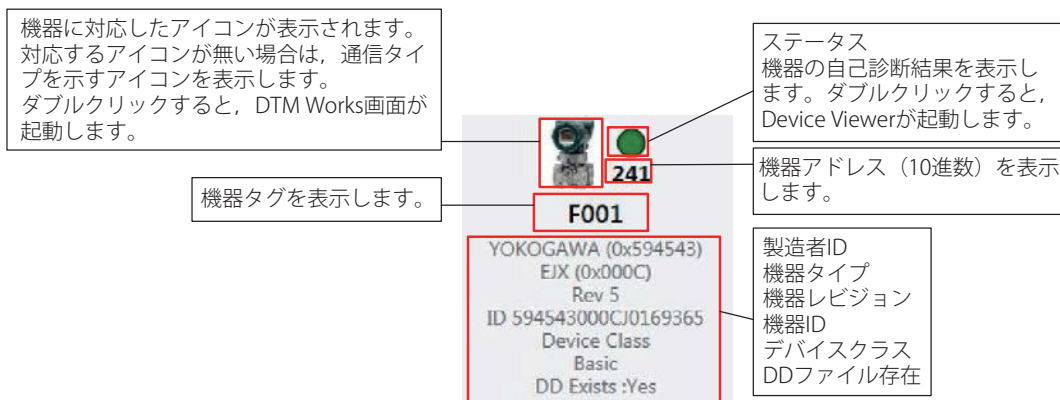 機器に対応したアイコンが表示されます。
対応するアイコンが無い場合は，通信タイ
プを示すアイコンを表示します。
ダブルクリックすると，DTM Works画面が
起動します。
ステータス
機器の自己診断結果を表示し
ます。ダブルクリックすると，
Device Viewerが起動します。
241
機器アドレス（10進数）を表示
します。
機器タグを表示します。
F001
YOKOGAWA (0x594543)
EJX (0x000C)
Rev 5
ID 594543000CJ0169365
Device Class
Basic
DD Exists :Yes
製造者ID
機器タイプ
機器レビジョン
機器ID
デバイスクラス
DDファイル存在